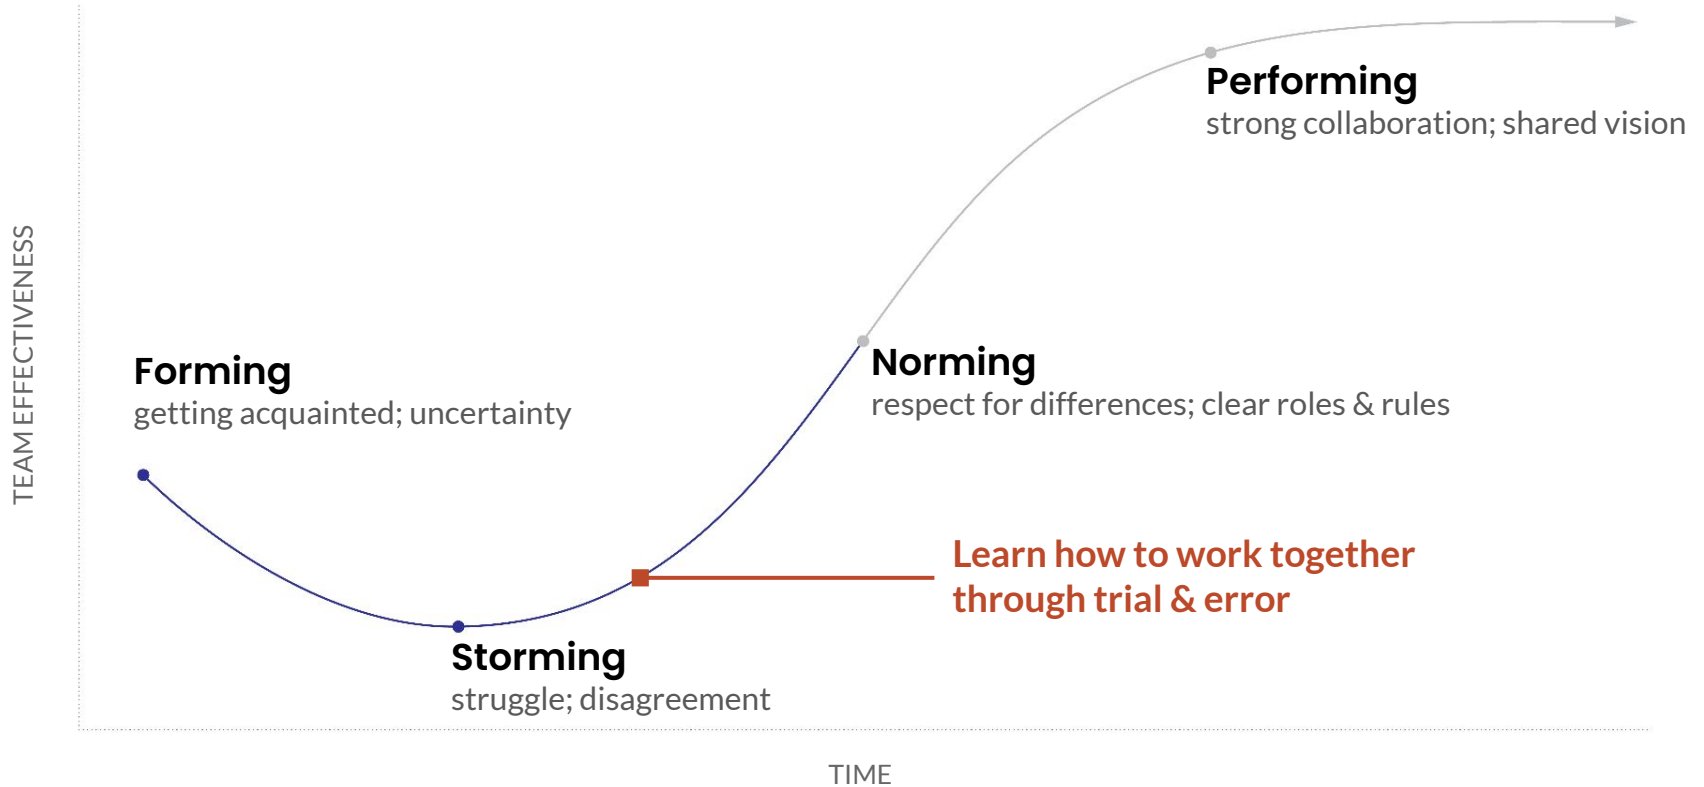 Performing
strong collaboration; shared vision
TEAM EFFECTIVENESS
Forming
getting acquainted; uncertainty
Norming
respect for differences; clear roles & rules
Learn how to work together
through trial & error
Storming
struggle; disagreement
TIME